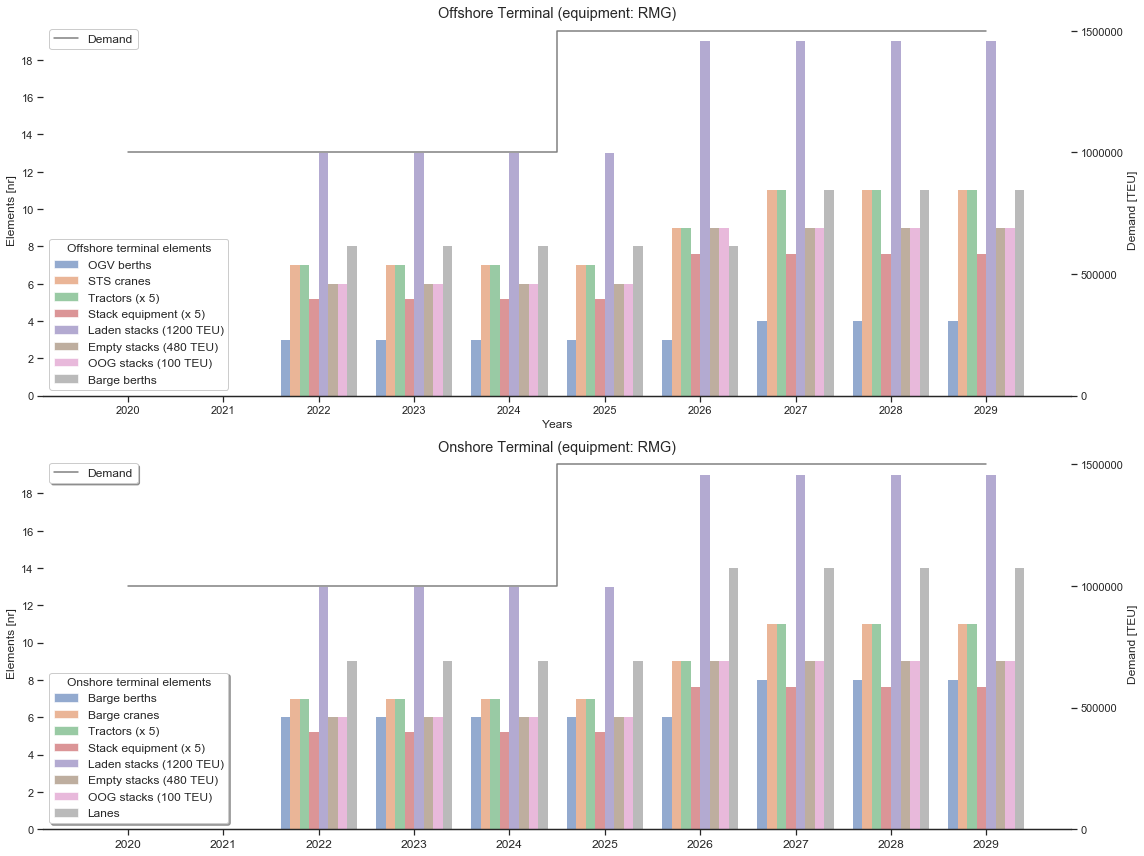 Offshore Terminal (equipment: RMG)
Demand
Elements [nr]
18
16
14
12
10
8
6
4
2
0
Offshore terminal elements
OGV berths
STS cranes
Tractors (x 5)
Stack equipment (x 5)
Laden stacks (1200 TEU)
Empty stacks (480 TEU)
OOG stacks (100 TEU)
Barge berths
1500000
1000000
500000
0
Demand [TEU]
2020 2021 2022 2023 2024 2025 2026 2027 2028 2029
Years
Onshore Terminal (equipment: RMG)
Demand
Elements [nr]
18
16
14
12
10
8
6
4
2
0
Onshore terminal elements
Barge berths
Barge cranes
Tractors (x 5)
Stack equipment (x 5)
Laden stacks (1200 TEU)
Empty stacks (480 TEU)
OOG stacks (100 TEU)
Lanes
1500000
1000000
500000
0
Demand [TEU]
2020 2021 2022 2023 2024 2025 2026 2027 2028 2029